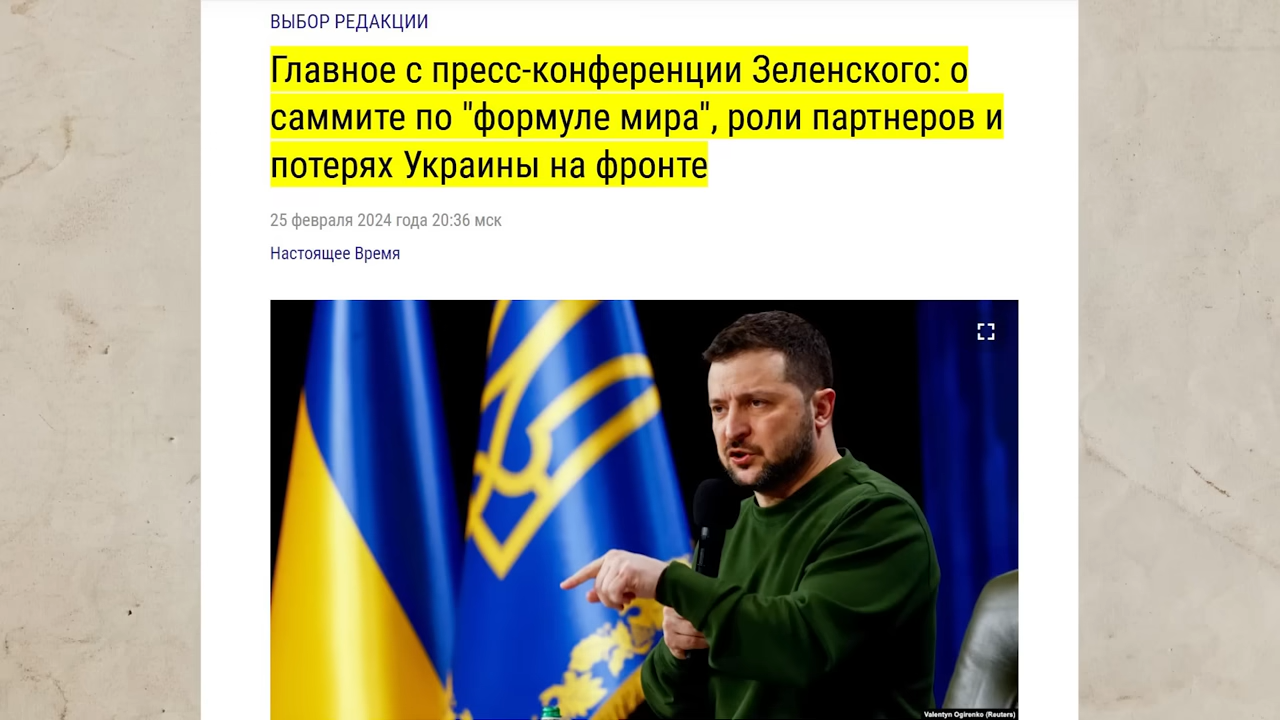 ВЫБОР РЕДАКЦИИ
Главное с пресс-конференции Зеленского: о
саммите по "формуле мира", роли партнеров и
потерях Украины на фронте
25 февраля 2024 года 20:36 мск
Настоящее Время
Valentyn Ogirenko (Reuters)